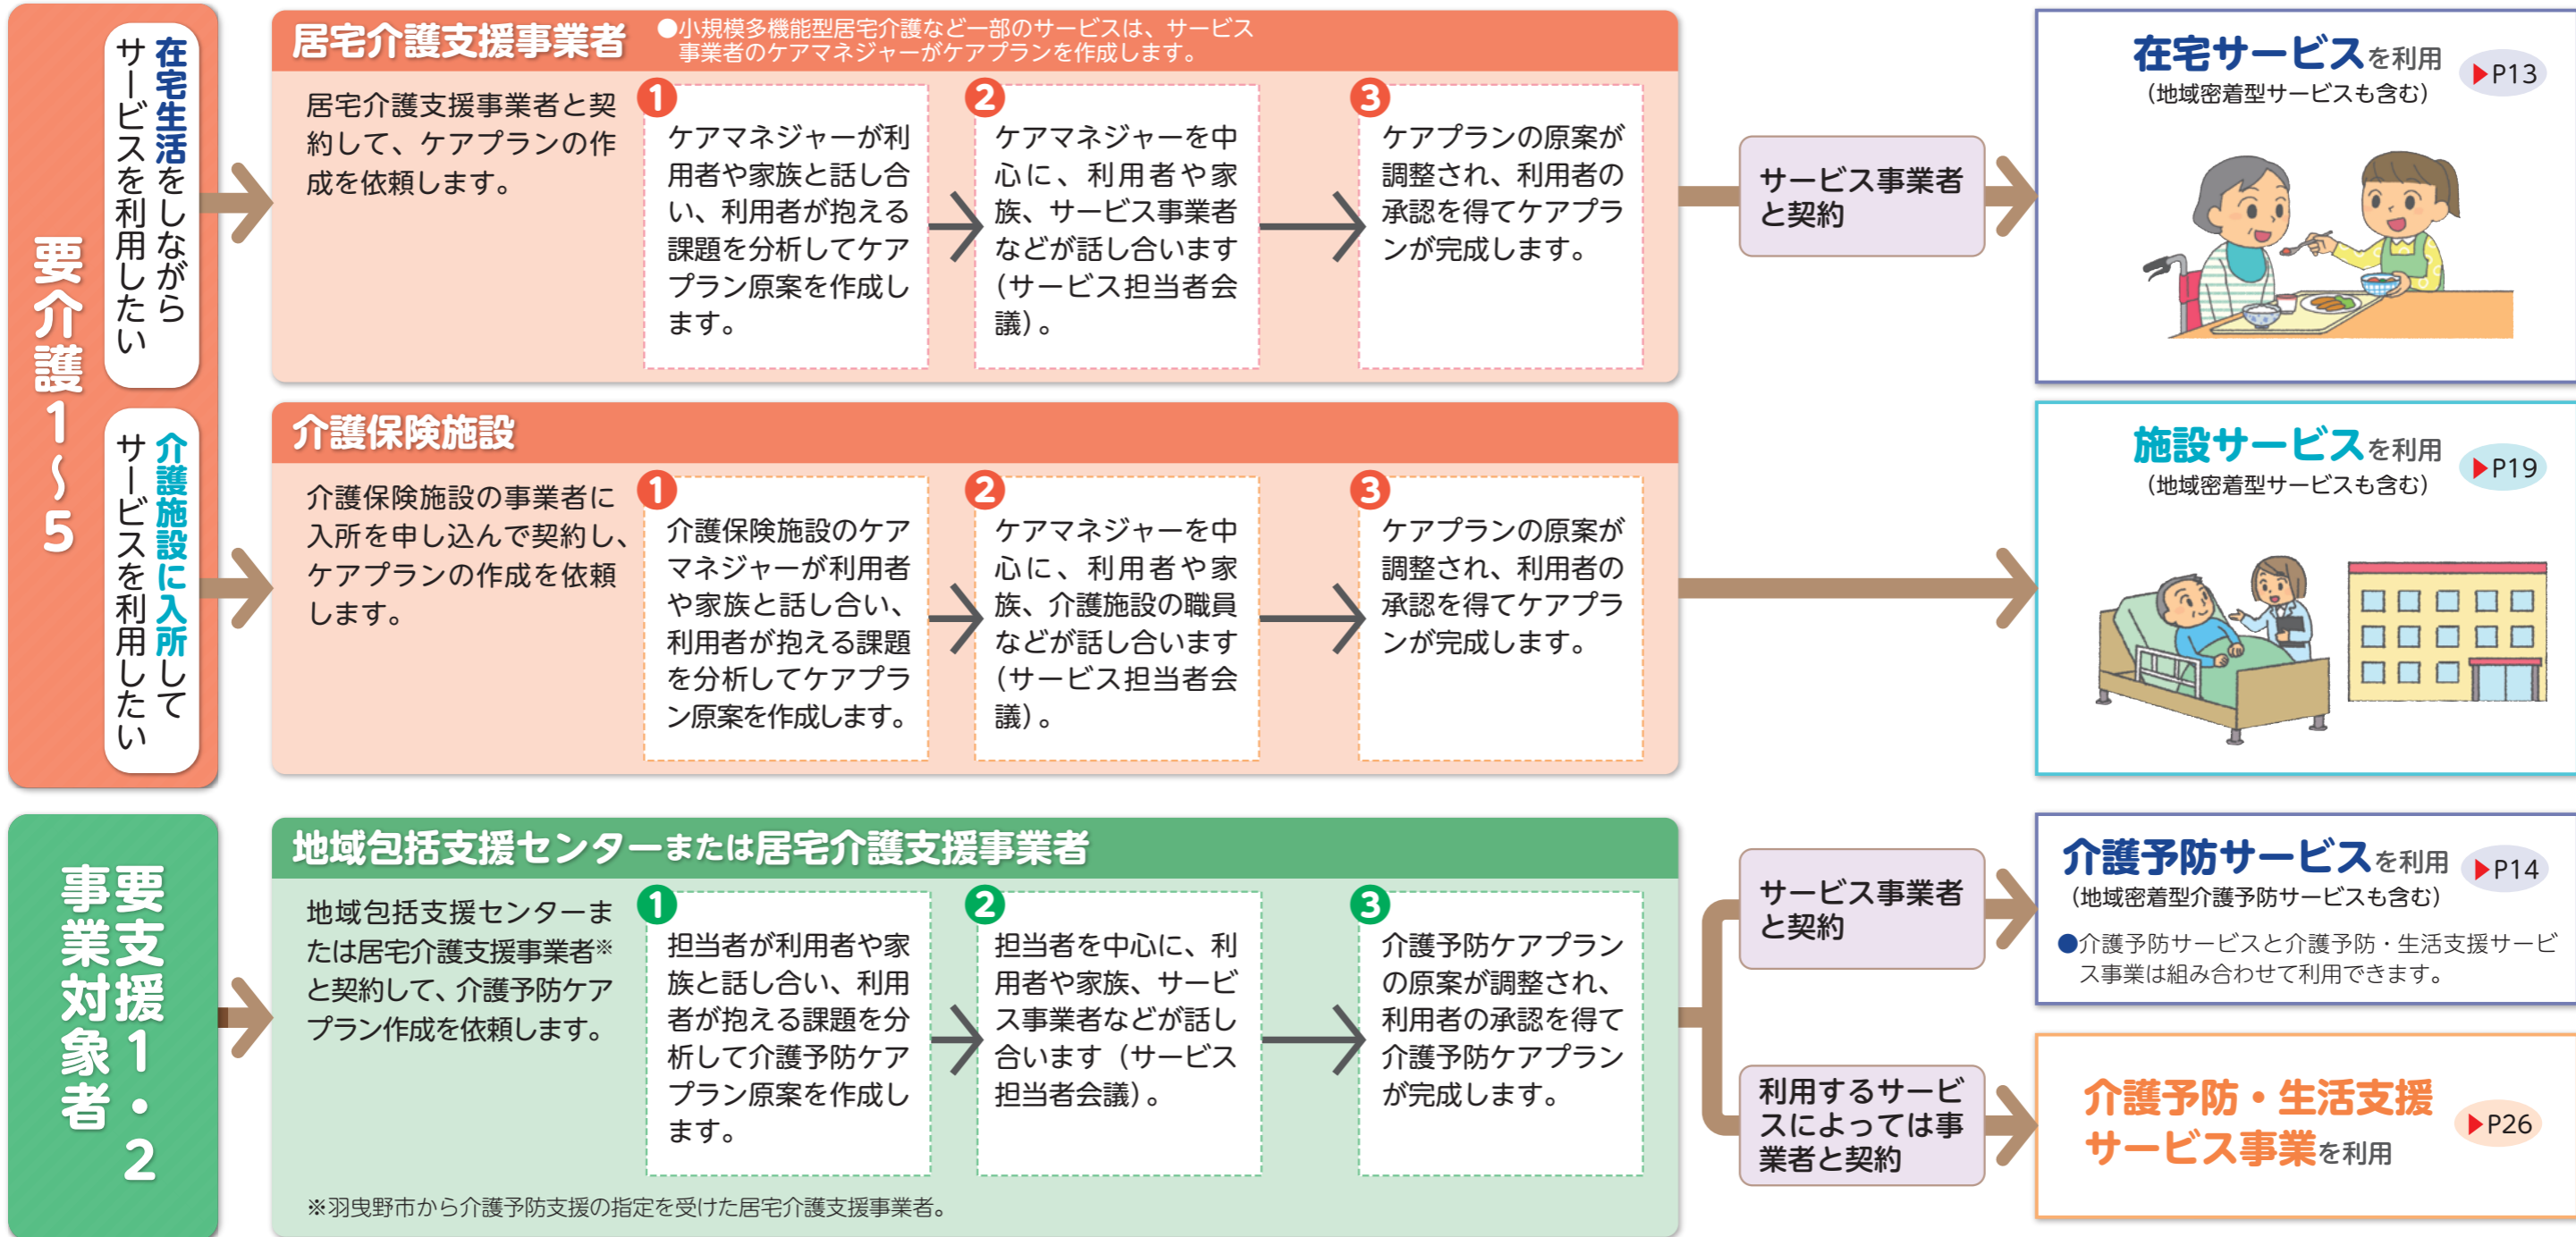 要介護1～5
在宅生活をしながら
サービスを利用したい
居宅介護支援事業者
●小規模多機能型居宅介護など一部のサービスは、サービス
事業者のケアマネジャーがケアプランを作成します。
居宅介護支援事業者と契
約して、ケアプランの作
成を依頼します。
1
ケアマネジャーが利
用者や家族と話し合
い、利用者が抱える
課題を分析してケア
プラン原案を作成し
ます。
2
ケアマネジャーを中
心に、利用者や家
族、サービス事業者
などが話し合います
（サービス担当者会
議）。
3
ケアプランの原案が
調整され、利用者の
承認を得てケアプラ
ンが完成します。
サービス事業者
と契約
在宅サービスを利用
（地域密着型サービスも含む）
▶P13
介護施設に入所して
サービスを利用したい
介護保険施設
介護保険施設の事業者に
入所を申し込んで契約し、
ケアプランの作成を依頼
します。
1
介護保険施設のケア
マネジャーが利用者
や家族と話し合い、
利用者が抱える課題
を分析してケアプラ
ン原案を作成します。
2
ケアマネジャーを中
心に、利用者や家
族、介護施設の職員
などが話し合います
（サービス担当者会
議）。
3
ケアプランの原案が
調整され、利用者の
承認を得てケアプラ
ンが完成します。
施設サービスを利用
（地域密着型サービスも含む）
▶P19
要支援1・2
事業対象者
地域包括支援センターまたは居宅介護支援事業者
地域包括支援センターま
たは居宅介護支援事業者※
と契約して、介護予防ケア
プラン作成を依頼します。
1
担当者が利用者や家
族と話し合い、利用
者が抱える課題を分
析して介護予防ケア
プラン原案を作成し
ます。
2
担当者を中心に、利
用者や家族、サービ
ス事業者などが話し
合います（サービス
担当者会議）。
3
介護予防ケアプラン
の原案が調整され、
利用者の承認を得て
介護予防ケアプラン
が完成します。
※羽曳野市から介護予防支援の指定を受けた居宅介護支援事業者。
サービス事業者
と契約
介護予防サービスを利用
▶P14
（地域密着型介護予防サービスも含む）
●介護予防サービスと介護予防・生活支援サービ
ス事業は組み合わせて利用できます。
利用するサービ
スによっては事
業者と契約
介護予防・生活支援
サービス事業を利用
▶P26